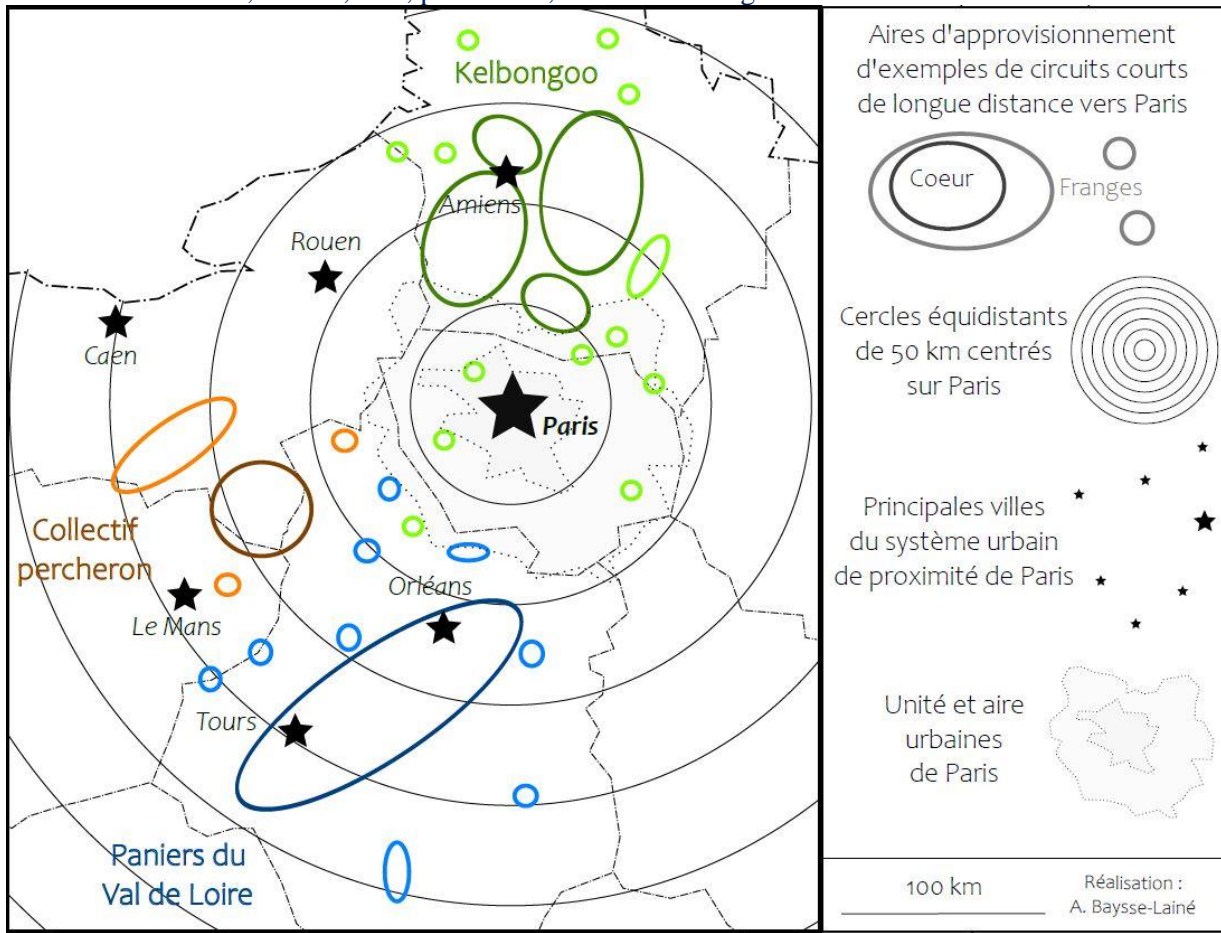 Kelbongoo
Amiens
Rouen
Caen
Paris
Collectif
percheron
Le Mans
Orléans
Tours
Paniers du
Val de Loire
Aires d'approvisionnement
d'exemples de circuits courts
de longue distance vers Paris
Coeur
Franges
Cercles équidistants
de 50 km centrés
sur Paris
Principales villes
du système urbain
de proximité de Paris
Unité et aire
urbaines
de Paris
100 km
Réalisation :
A. Baysse-Lainé